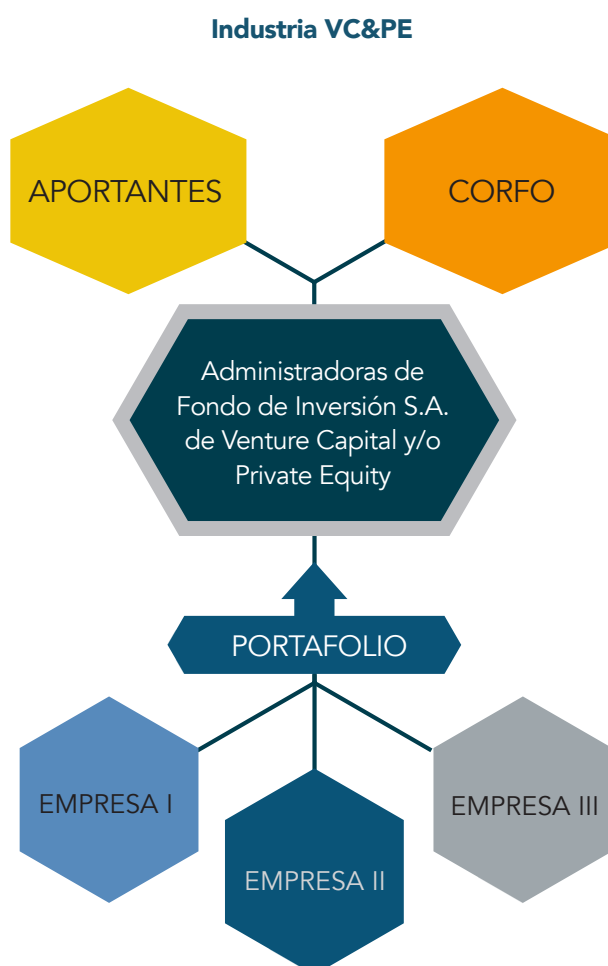 Industria VC&PE
APORTANTES
CORFO
Administradoras de
Fondo de Inversión S.A.
de Venture Capital y/o
Private Equity
PORTAFOLIO
EMPRESA I
EMPRESA II
EMPRESA III